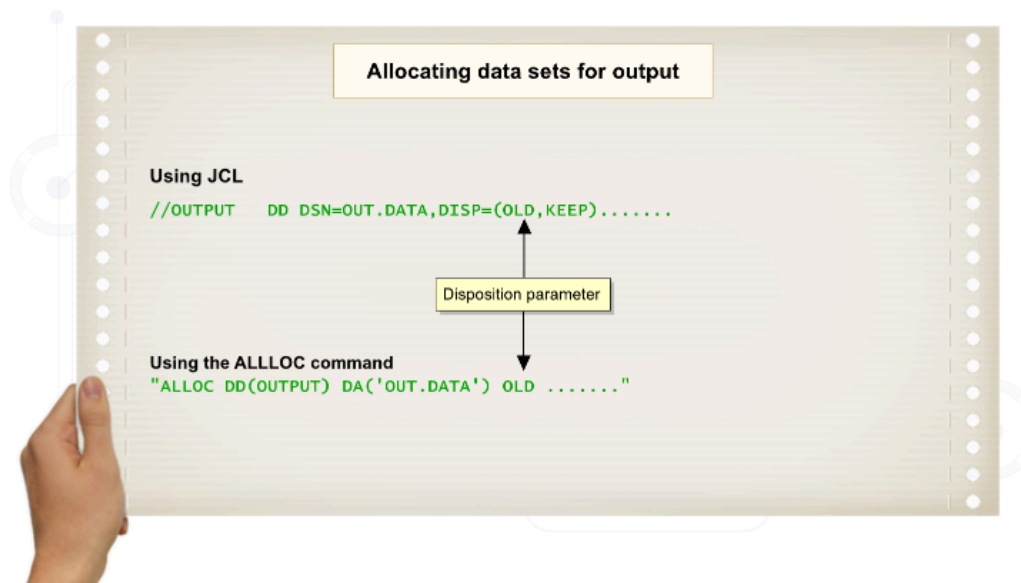 Allocating data sets for output
Using JCL
//OUTPUT   DD DSN=OUT.DATA,DISP=(OLD,KEEP).......
Disposition parameter
Using the ALLLOC command
"ALLOC DD(OUTPUT) DA('OUT.DATA') OLD ......."